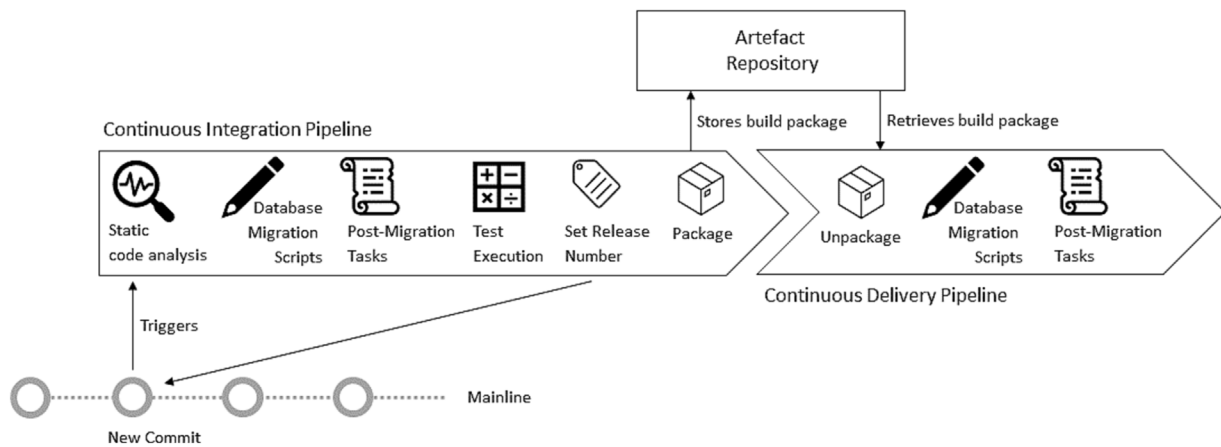 Artefact
Repository
Stores build package
Retrieves build package
Continuous Integration Pipeline
Static
code analysis
Database
Migration
Scripts
Post-Migration
Tasks
Test
Execution
Set Release
Number
Package
Unpackage
Database
Migration
Scripts
Post-Migration
Tasks
Continuous Delivery Pipeline
Triggers
Mainline
New Commit